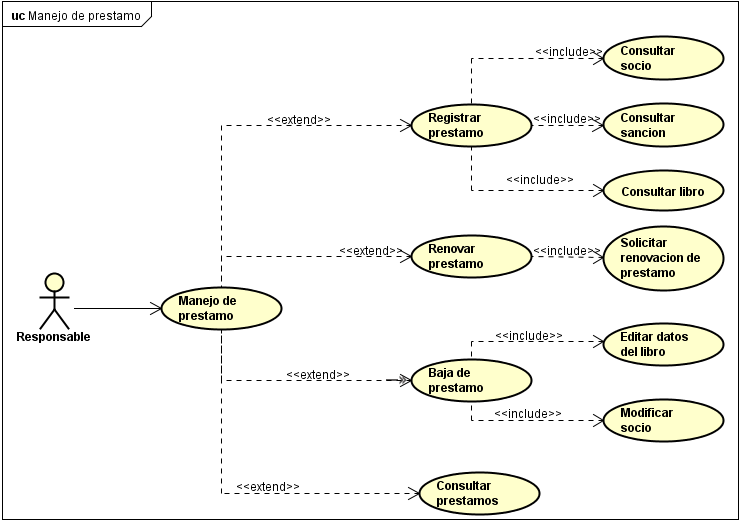 uc Manejo de prestamo
<<include>>
Consultar
socio
<<extend>>
Registrar
prestamo
<<include>>
Consultar
sancion
<<include>>
Consultar libro
<<extend>>
Renovar
prestamo
<<include>>
Solicitar
renovacion de
prestamo
Responsable
Manejo de
prestamo
<<include>>
Editar datos
del libro
<<extend>>
Baja de
prestamo
<<include>>
Modificar
socio
<<extend>>
Consultar
prestamos